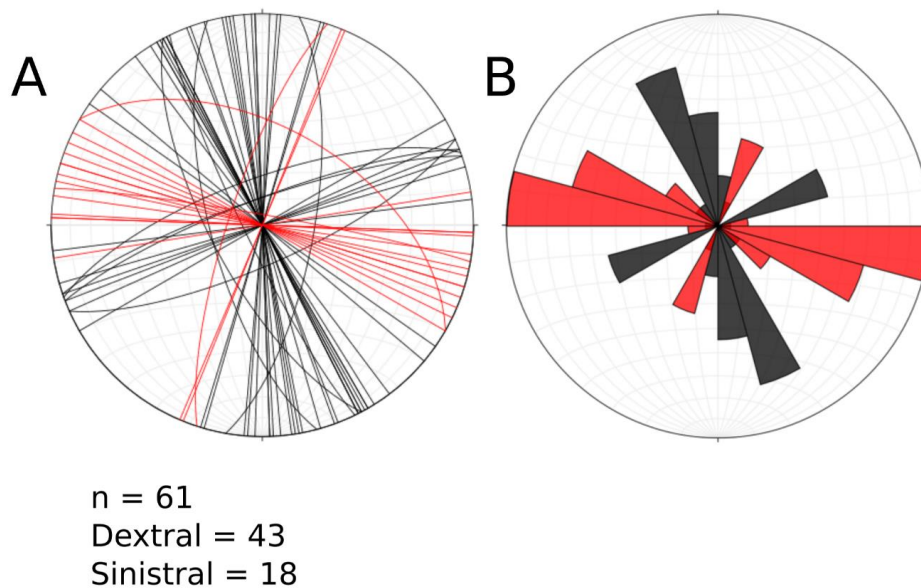 A
B
n = 61
Dextral = 43
Sinistral = 18